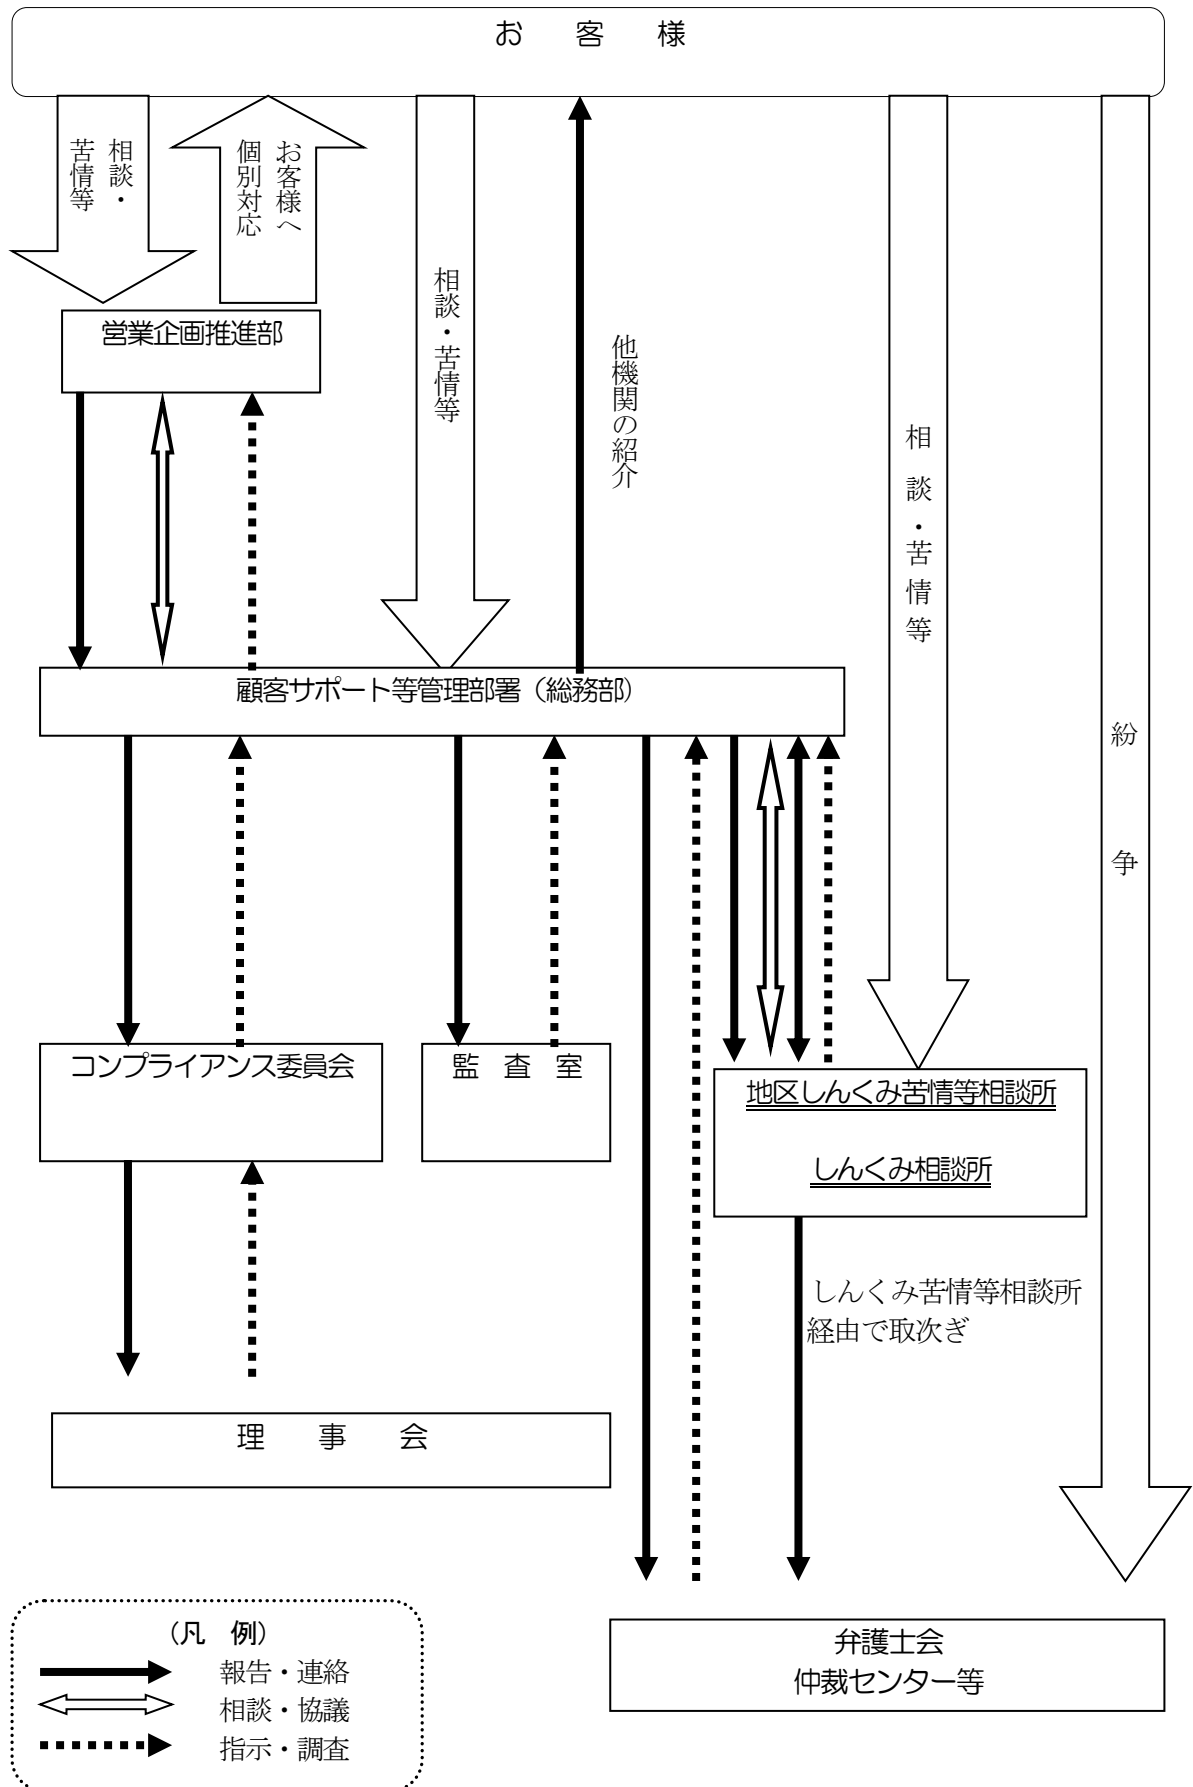 お　客　様
相談・
苦情等
お客様へ
個別対応
相談・苦情等
他機関の紹介
相談・苦情等
紛争
営業企画推進部
顧客サポート等管理部署（総務部）
コンプライアンス委員会
監　査　室
地区しんくみ苦情等相談所
しんくみ相談所
しんくみ苦情等相談所
経由で取次ぎ
理　事　会
弁護士会
仲裁センター等
（凡　例）
報告・連絡
相談・協議
指示・調査